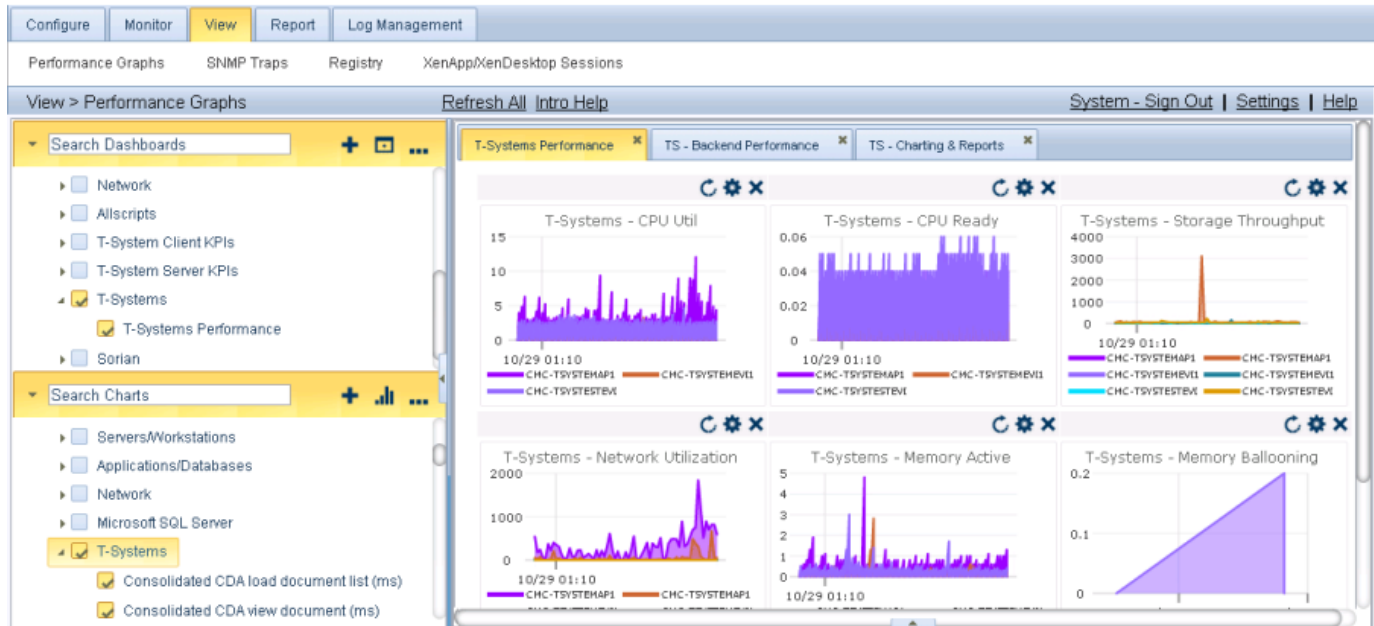 Configure Monitor View Report Log Management
Performance Graphs SNMP Traps Registry XenApp/XenDesktop Sessions
View > Performance Graphs Refresh All Intro Help System - Sign Out | Settings | Help
Search Dashboards
Network
Allscripts
T-System Client KPIs
T-System Server KPIs
T-Systems
T-Systems Performance
Sorian
Search Charts
Servers/Workstations
Applications/Databases
Network
Microsoft SQL Server
T-Systems
Consolidated CDA load document list (ms)
Consolidated CDA view document (ms)
T-Systems Performance TS - Backend Performance TS - Charting & Reports
T-Systems - CPU Util
15
10
5
0
10/29 01:10
CHC-TSYSTEMAP1 CHC-TSYSTEMEVI1
CHC-TSYSTESTEVI
T-Systems - CPU Ready
0.06
0.04
0.02
0
10/29 01:10
CHC-TSYSTEMAP1 CHC-TSYSTEMEVI1
CHC-TSYSTESTEVI
T-Systems - Storage Throughput
4000
3000
2000
1000
0
10/29 01:10
CHC-TSYSTEMAP1 CHC-TSYSTEMAP1
CHC-TSYSTEMEVI1 CHC-TSYSTEMEVI1
CHC-TSYSTESTEVI CHC-TSYSTESTEVI
T-Systems - Network Utilization
2000
1000
0
10/29 01:10
CHC-TSYSTEMAP1 CHC-TSYSTEMAP1
T-Systems - Memory Active
5
4
3
2
1
0
10/29 01:10
T-Systems - Memory Ballooning
0.2
0.1
0